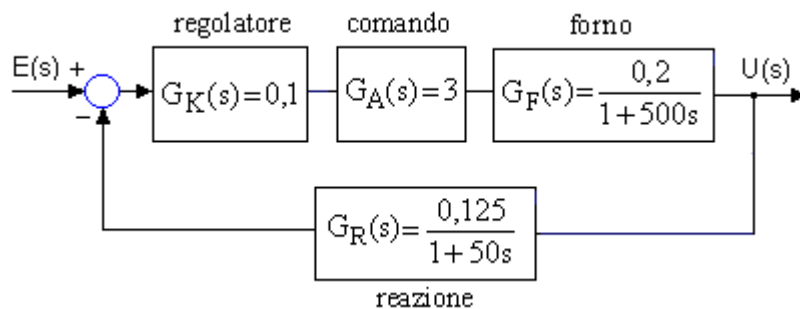 regolatore comando forno
E(s) + G_K(s)=0,1 G_A(s)=3 G_F(s)= 0,2 / 1+500s U(s)
−
G_R(s)= 0,125 / 1+50s
reazione